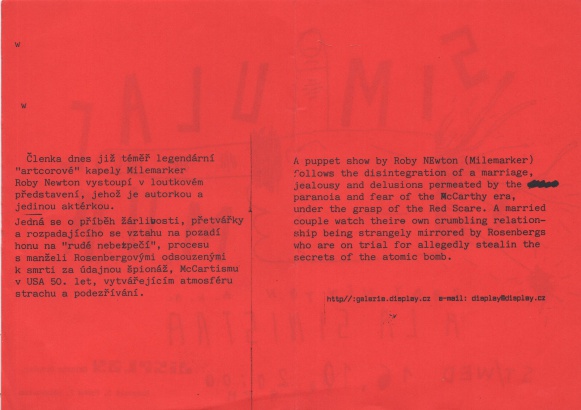 w
w
Členka dnes již téměř legendární
"artcorové" kapely Milemarker
Roby Newton vystoupí v loutkovém
představení, jehož je autorkou a
jedinou aktérkou.
Jedná se o příběh žárlivosti, přetvářky
a rozpadajícího se vztahu na pozadí
honu na "rudé nebezpečí", procesu
s manželi Rosenbergovými odsouzenými
k smrti za údajnou špionáž, McCartismu
v USA 50. let, vytvářejícím atmosféru
strachu a podezřívání.
A puppet show by Roby NEwton (Milemarker)
follows the disintegration of a marriage,
jealousy and delusions permeated by the
paranoia and fear of the McCarthy era,
under the grasp of the Red Scare. A married
couple watch theire own crumbling relation-
ship being strangely mirrored by Rosenbergs
who are on trial for allegedly stealin the
secrets of the atomic bomb.
http//:galerie.display.cz e-mail: display@display.cz